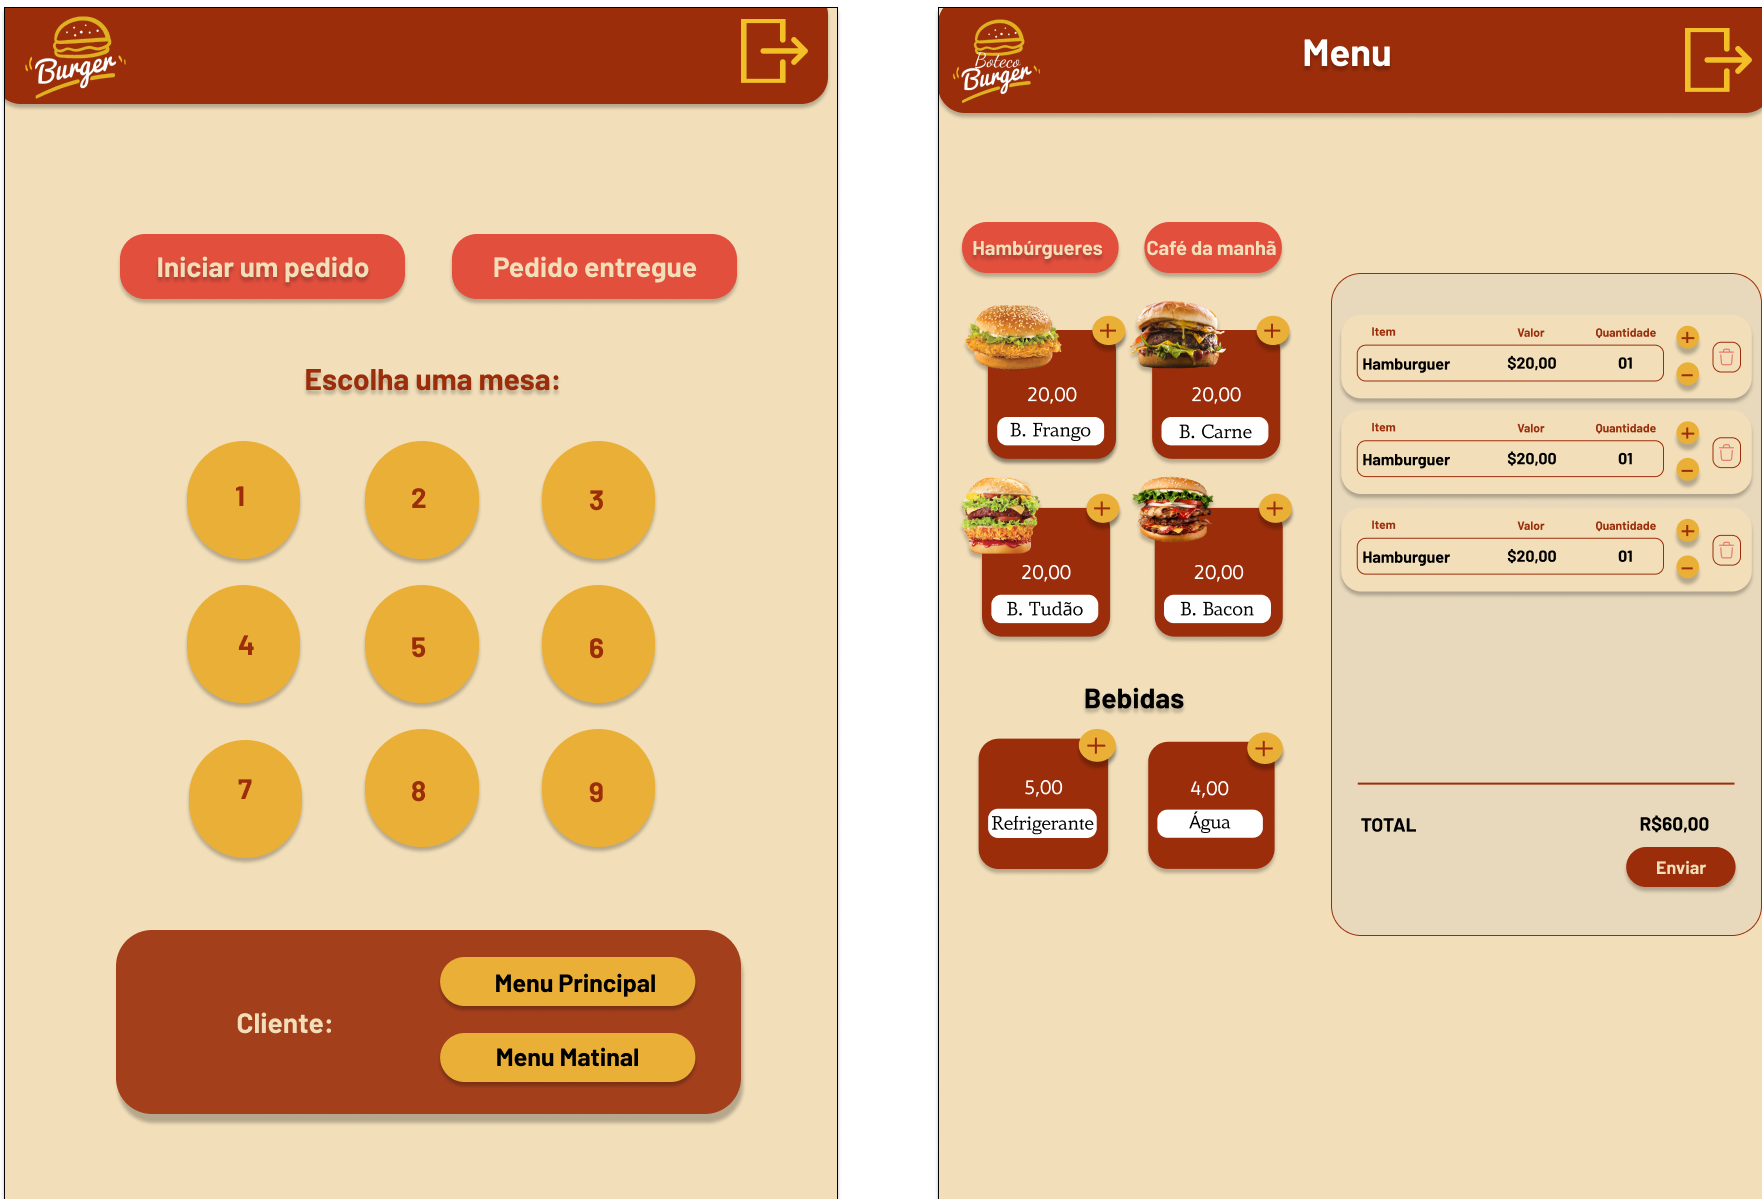 Burger
Iniciar um pedido
Pedido entregue
Escolha uma mesa:
1 2 3
4 5 6
7 8 9
Cliente:
Menu Principal
Menu Matinal
Boteco
Burger
Menu
Hambúrgueres
Café da manhã
20,00
B. Frango
20,00
B. Carne
20,00
B. Tudão
20,00
B. Bacon
Bebidas
5,00
Refrigerante
4,00
Água
Item Valor Quantidade
Hamburguer $20,00 01
Item Valor Quantidade
Hamburguer $20,00 01
Item Valor Quantidade
Hamburguer $20,00 01
TOTAL R$60,00
Enviar